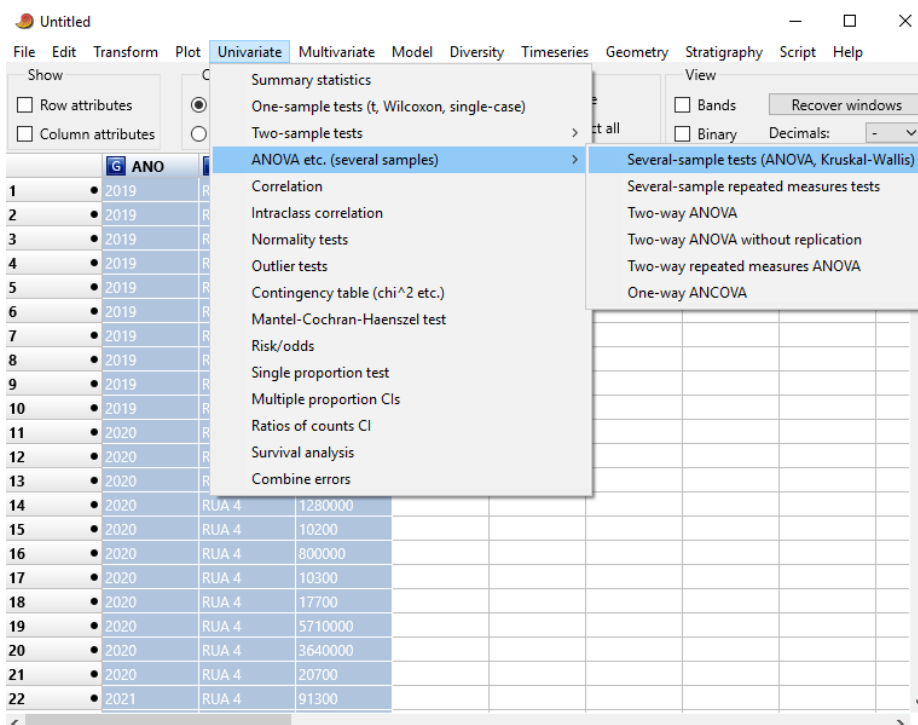 Untitled
File Edit Transform Plot Univariate Multivariate Model Diversity Timeseries Geometry Stratigraphy Script Help
Show
Row attributes
Column attributes
View
Bands
Recover windows
Binary
Decimals:
-
Summary statistics
One-sample tests (t, Wilcoxon, single-case)
Two-sample tests
ANOVA etc. (several samples)
Correlation
Intraclass correlation
Normality tests
Outlier tests
Contingency table (chi^2 etc.)
Mantel-Cochran-Haenszel test
Risk/odds
Single proportion test
Multiple proportion CIs
Ratios of counts CI
Survival analysis
Combine errors
Several-sample tests (ANOVA, Kruskal-Wallis)
Several-sample repeated measures tests
Two-way ANOVA
Two-way ANOVA without replication
Two-way repeated measures ANOVA
One-way ANCOVA
G ANO
1 2019
2 2019
3 2019
4 2019
5 2019
6 2019
7 2019
8 2019
9 2019
10 2019
11 2020
12 2020
13 2020
14 2020 RUA 4 1280000
15 2020 RUA 4 10200
16 2020 RUA 4 800000
17 2020 RUA 4 10300
18 2020 RUA 4 17700
19 2020 RUA 4 5710000
20 2020 RUA 4 3640000
21 2020 RUA 4 20700
22 2021 RUA 4 91300